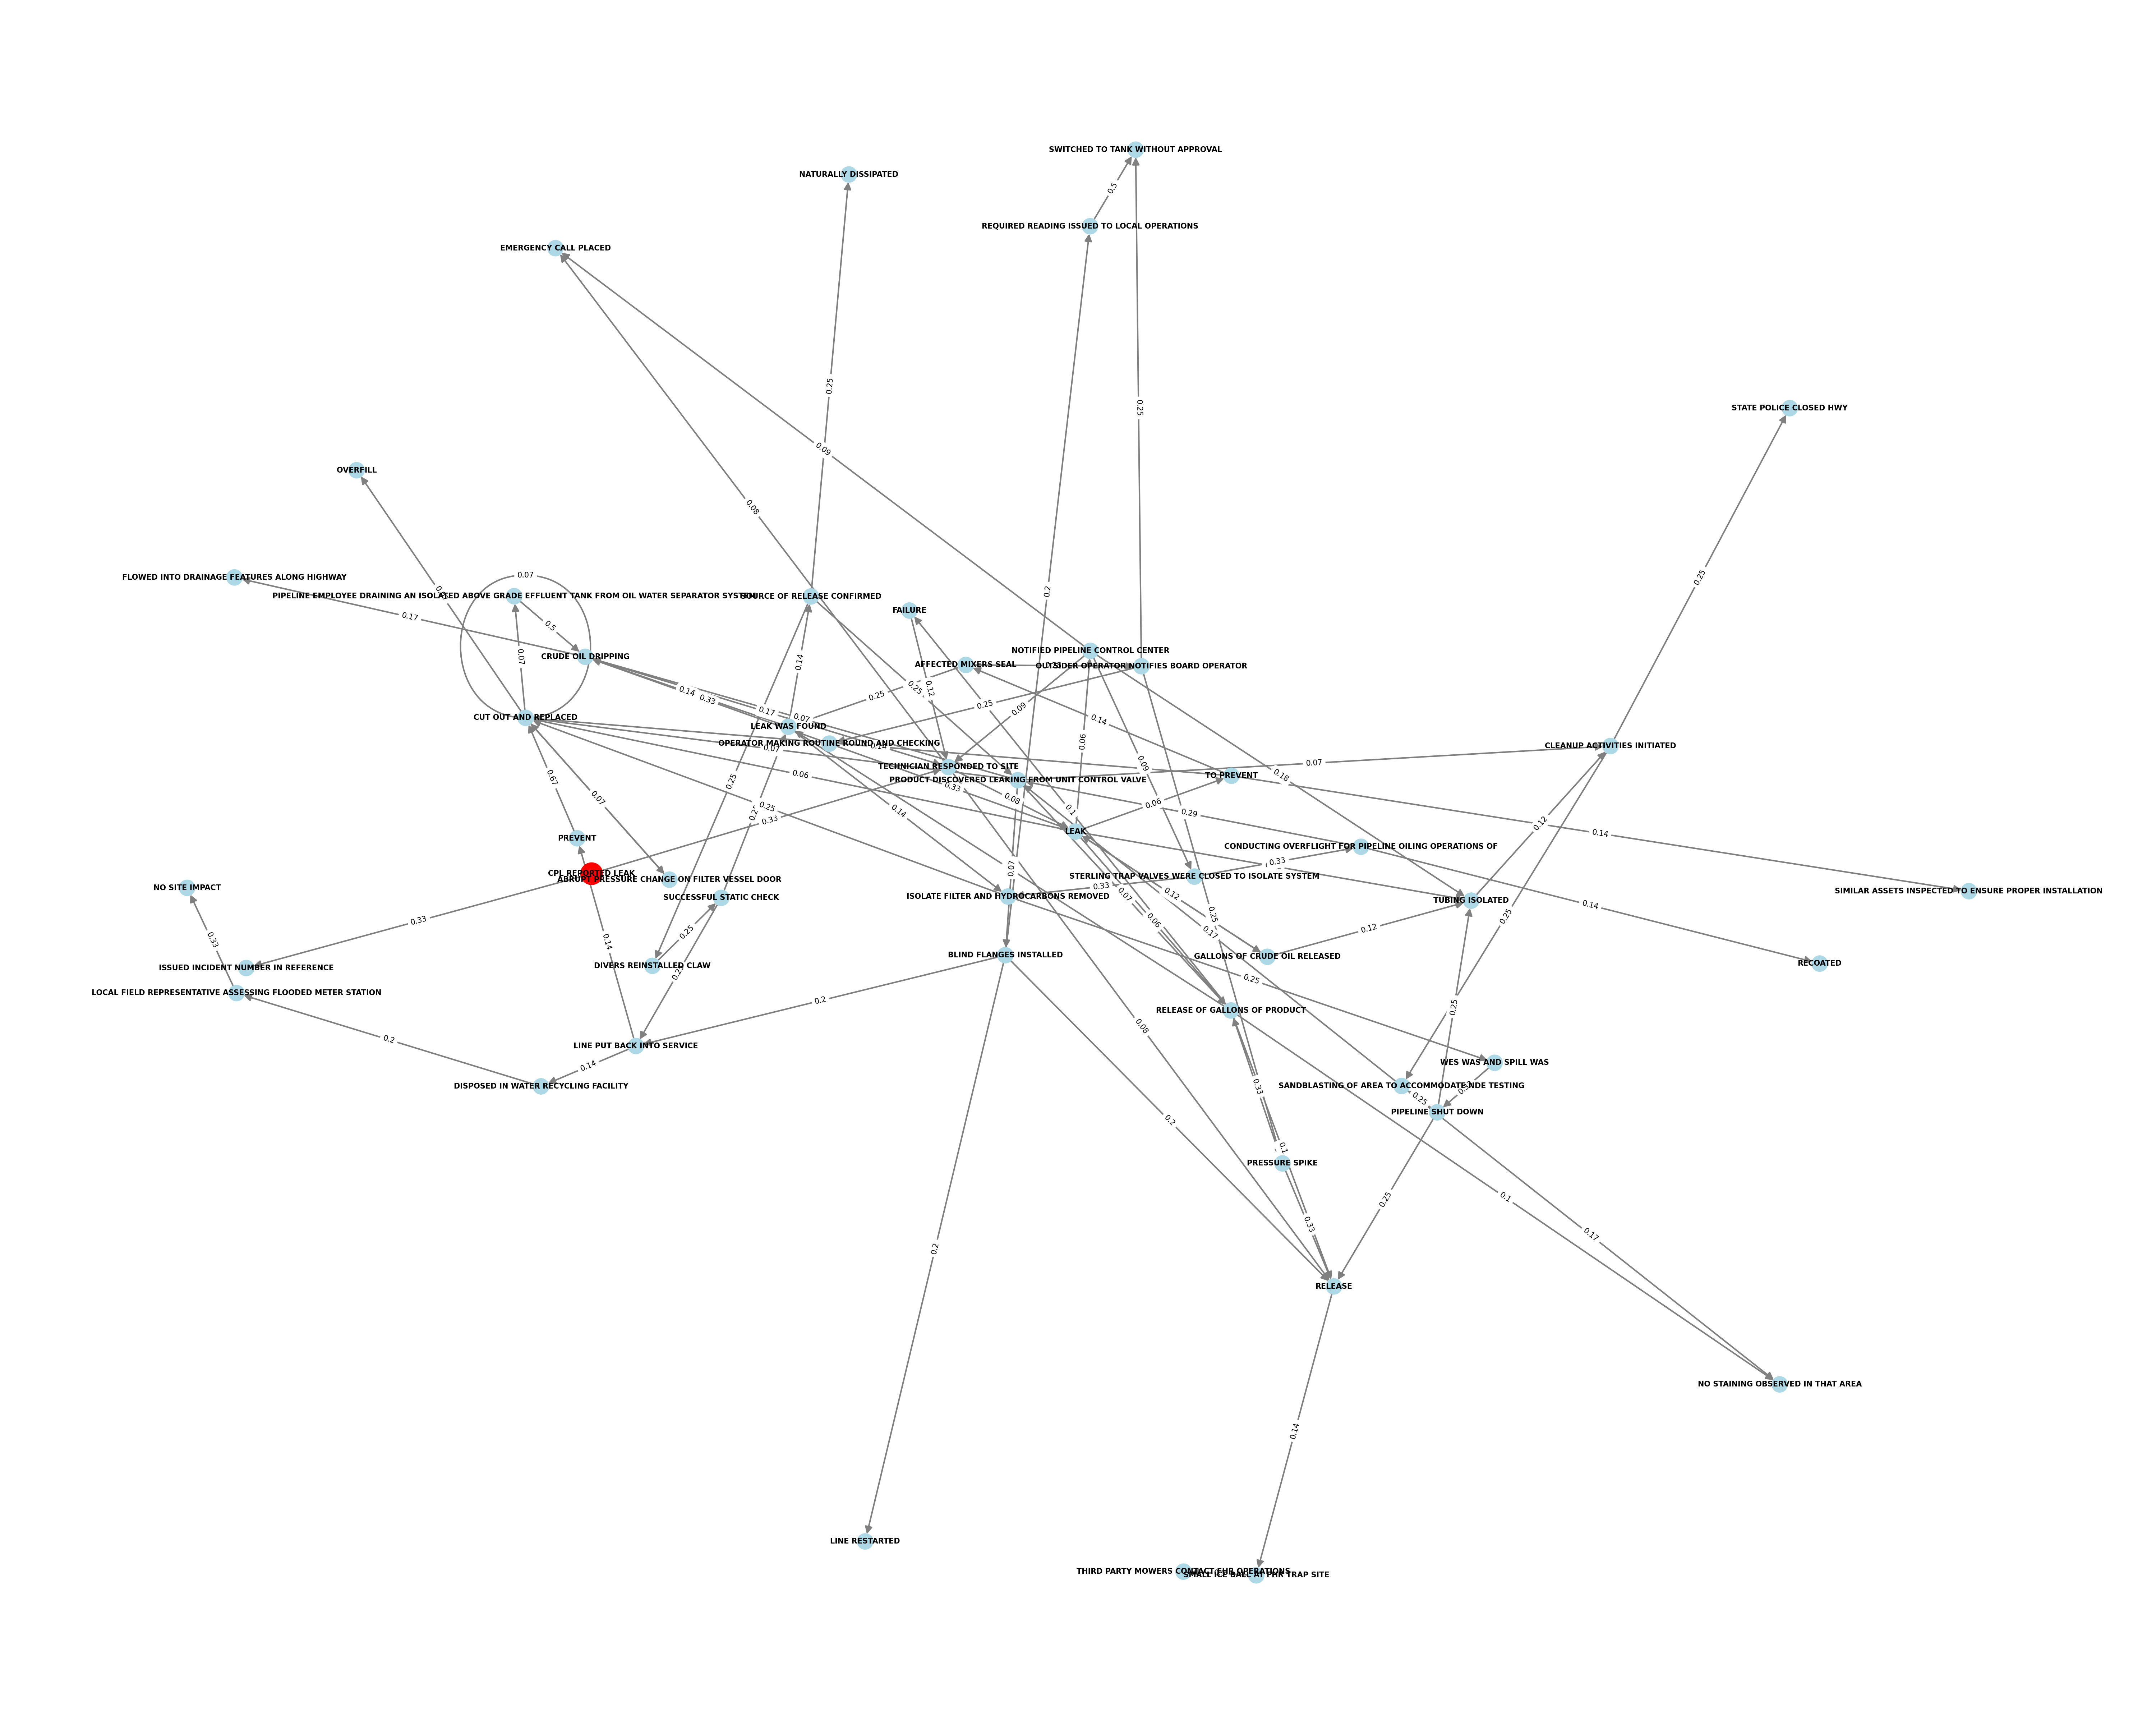 SWITCHED TO TANK WITHOUT APPROVAL
NATURALLY DISSIPATED
0.5
REQUIRED READING ISSUED TO LOCAL OPERATIONS
EMERGENCY CALL PLACED
0.25
0.25
STATE POLICE CLOSED HWY
0.09
OVERFILL
0.08
0.07
FLOWED INTO DRAINAGE FEATURES ALONG HIGHWAY
0.25
0.2
PIPELINE EMPLOYEE DRAINING AN ISOLATED ABOVE GRADE EFFLUENT TANK FROM OIL WATER SEPARATOR SYSTEM
SOURCE OF RELEASE CONFIRMED
FAILURE
0.17
0.5
NOTIFIED PIPELINE CONTROL CENTER
CRUDE OIL DRIPPING
0.07
0.14
AFFECTED MIXERS SEAL
OUTSIDER OPERATOR NOTIFIES BOARD OPERATOR
0.25
0.12
0.14
0.33
0.25
0.25
0.09
0.17
0.07
CUT OUT AND REPLACED
0.14
LEAK WAS FOUND
0.06
OPERATOR MAKING ROUTINE ROUND AND CHECKING
0.07
0.14
CLEANUP ACTIVITIES INITIATED
0.09
0.07
TECHNICIAN RESPONDED TO SITE
0.06
0.67
0.18
TO PREVENT
PRODUCT DISCOVERED LEAKING FROM UNIT CONTROL VALVE
0.25
0.33
0.08
0.07
0.25
0.14
0.1
0.06
0.29
0.33
0.12
0.14
LEAK
PREVENT
CONDUCTING OVERFLIGHT FOR PIPELINE OILING OPERATIONS OF
0.33
CPL REPORTED LEAK
0.07
STERLING TRAP VALVES WERE CLOSED TO ISOLATE SYSTEM
ABRUPT PRESSURE CHANGE ON FILTER VESSEL DOOR
0.33
NO SITE IMPACT
SIMILAR ASSETS INSPECTED TO ENSURE PROPER INSTALLATION
SUCCESSFUL STATIC CHECK
ISOLATE FILTER AND HYDROCARBONS REMOVED
0.07
0.12
TUBING ISOLATED
0.14
0.33
0.06
0.25
0.25
0.12
0.25
0.17
0.33
0.14
BLIND FLANGES INSTALLED
GALLONS OF CRUDE OIL RELEASED
RECOATED
DIVERS REINSTALLED CLAW
ISSUED INCIDENT NUMBER IN REFERENCE
0.25
LOCAL FIELD REPRESENTATIVE ASSESSING FLOODED METER STATION
0.2
0.25
RELEASE OF GALLONS OF PRODUCT
0.08
0.2
LINE PUT BACK INTO SERVICE
WES WAS AND SPILL WAS
0.14
DISPOSED IN WATER RECYCLING FACILITY
SANDBLASTING OF AREA TO ACCOMMODATE NDE TESTING
0.33
0.25
PIPELINE SHUT DOWN
0.2
0.1
PRESSURE SPIKE
0.1
0.25
0.33
0.17
0.2
RELEASE
NO STAINING OBSERVED IN THAT AREA
0.14
LINE RESTARTED
THIRD PARTY MOWERS CONTACT FHR OPERATIONS
SMALL ICE BALL AT FHR TRAP SITE